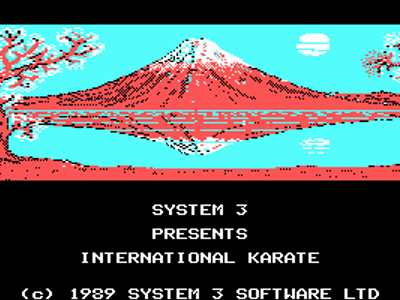 SYSTEM 3
PRESENTS
INTERNATIONAL KARATE
(c) 1989 SYSTEM 3 SOFTWARE LTD